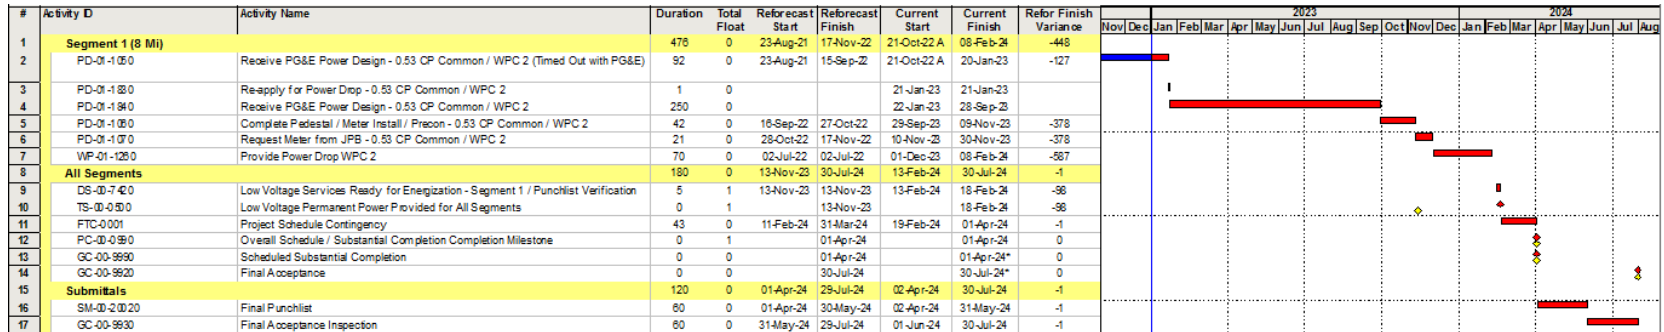 # Activity ID Activity Name Duration Total Float Reforecast Start Reforecast Finish Current Start Current Finish Refor Finish Variance 2023 2024
Nov Dec Jan Feb Mar Apr May Jun Jul Aug Sep Oct Nov Dec Jan Feb Mar Apr May Jun Jul Aug
1 Segment 1 (8 Mi) 476 0 23-Aug-21 17-Nov-22 21-Oct-22 A 08-Feb-24 -448
2 PD-01-1050 Receive PG&E Power Design - 0.53 CP Common / WPC 2 (Timed Out with PG&E) 92 0 23-Aug-21 15-Sep-22 21-Oct-22 A 20-Jan-23 -127
3 PD-01-1830 Re-apply for Power Drop - 0.53 CP Common / WPC 2 1 0 21-Jan-23 21-Jan-23
4 PD-01-1840 Receive PG&E Power Design - 0.53 CP Common / WPC 2 250 0 22-Jan-23 28-Sep-23
5 PD-01-1060 Complete Pedestal / Meter Install / Precon - 0.53 CP Common / WPC 2 42 0 16-Sep-22 27-Oct-22 29-Sep-23 09-Nov-23 -378
6 PD-01-1070 Request Meter from JPB - 0.53 CP Common / WPC 2 21 0 28-Oct-22 17-Nov-22 10-Nov-23 30-Nov-23 -378
7 WP-01-1260 Provide Power Drop WPC 2 70 0 02-Jul-22 02-Jul-22 01-Dec-23 08-Feb-24 -587
8 All Segments 180 0 13-Nov-23 30-Jul-24 13-Feb-24 30-Jul-24 -1
9 DS-00-7420 Low Voltage Services Ready for Energization - Segment 1 / Punchlist Verification 5 1 13-Nov-23 13-Nov-23 13-Feb-24 18-Feb-24 -98
10 TS-00-0500 Low Voltage Permanent Power Provided for All Segments 0 1 13-Nov-23 18-Feb-24 -98
11 FTC-0001 Project Schedule Contingency 43 0 11-Feb-24 31-Mar-24 19-Feb-24 01-Apr-24 -1
12 PC-00-0590 Overall Schedule / Substantial Completion Completion Milestone 0 1 01-Apr-24 01-Apr-24 0
13 GC-00-9990 Scheduled Substantial Completion 0 0 01-Apr-24 01-Apr-24* 0
14 GC-00-9920 Final Acceptance 0 0 30-Jul-24 30-Jul-24* 0
15 Submittals 120 0 01-Apr-24 29-Jul-24 02-Apr-24 30-Jul-24 -1
16 SM-00-20020 Final Punchlist 60 0 01-Apr-24 30-May-24 02-Apr-24 31-May-24 -1
17 GC-00-9930 Final Acceptance Inspection 60 0 31-May-24 29-Jul-24 01-Jun-24 30-Jul-24 -1